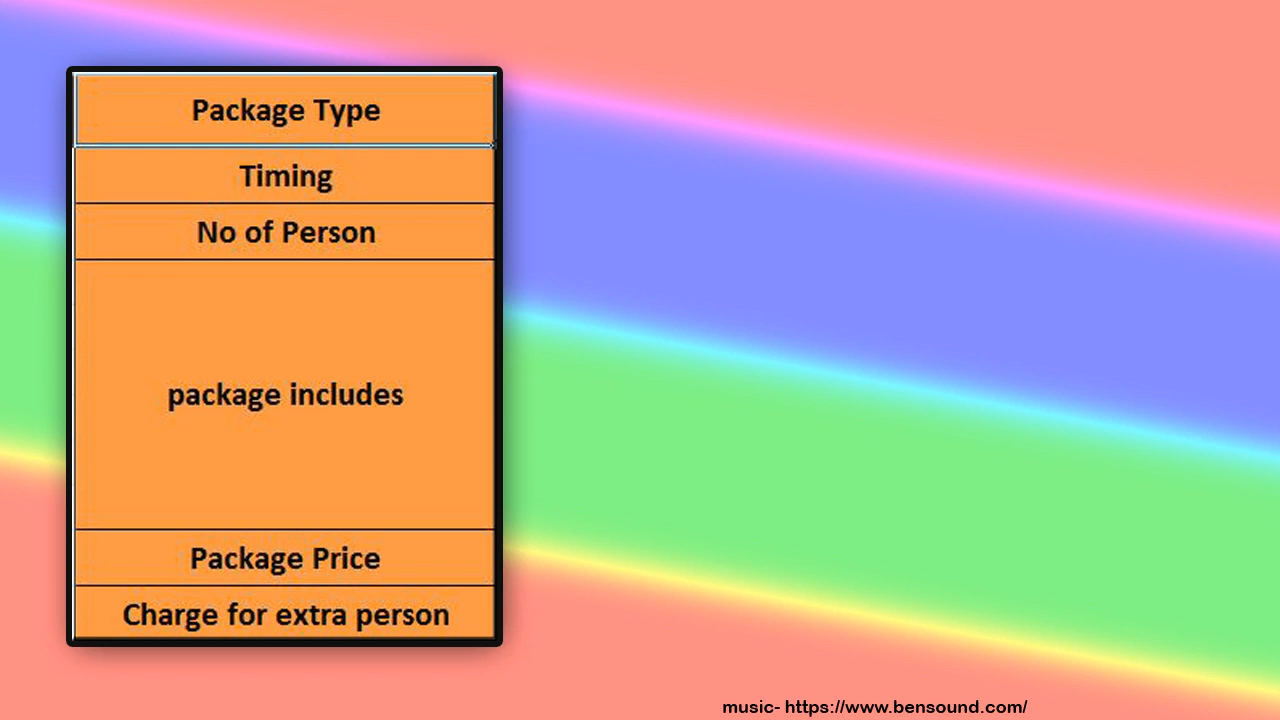 Package Type
Timing
No of Person
package includes
Package Price
Charge for extra person
music- https://www.bensound.com/